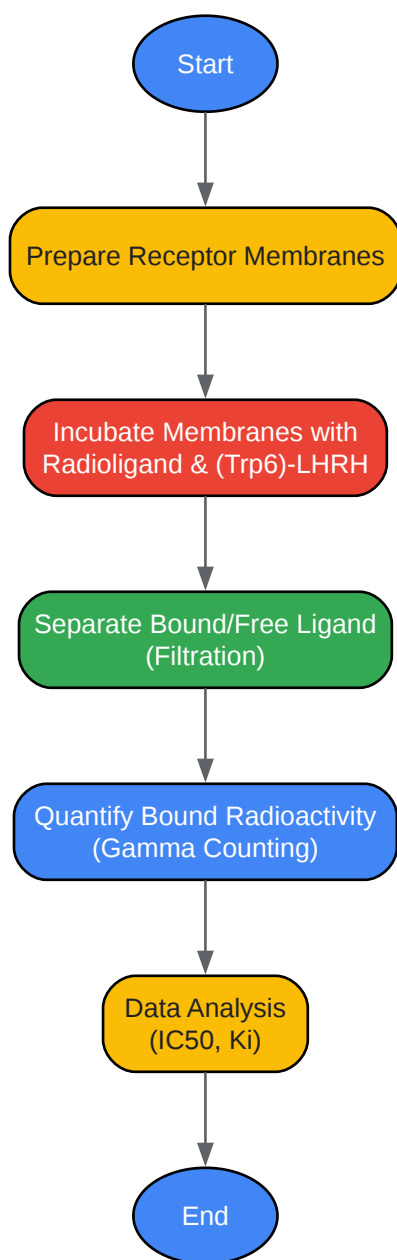 Start
Prepare Receptor Membranes
Incubate Membranes with
Radioligand & (Trp6)-LHRH
Separate Bound/Free Ligand
(Filtration)
Quantify Bound Radioactivity
(Gamma Counting)
Data Analysis
(IC50, Ki)
End